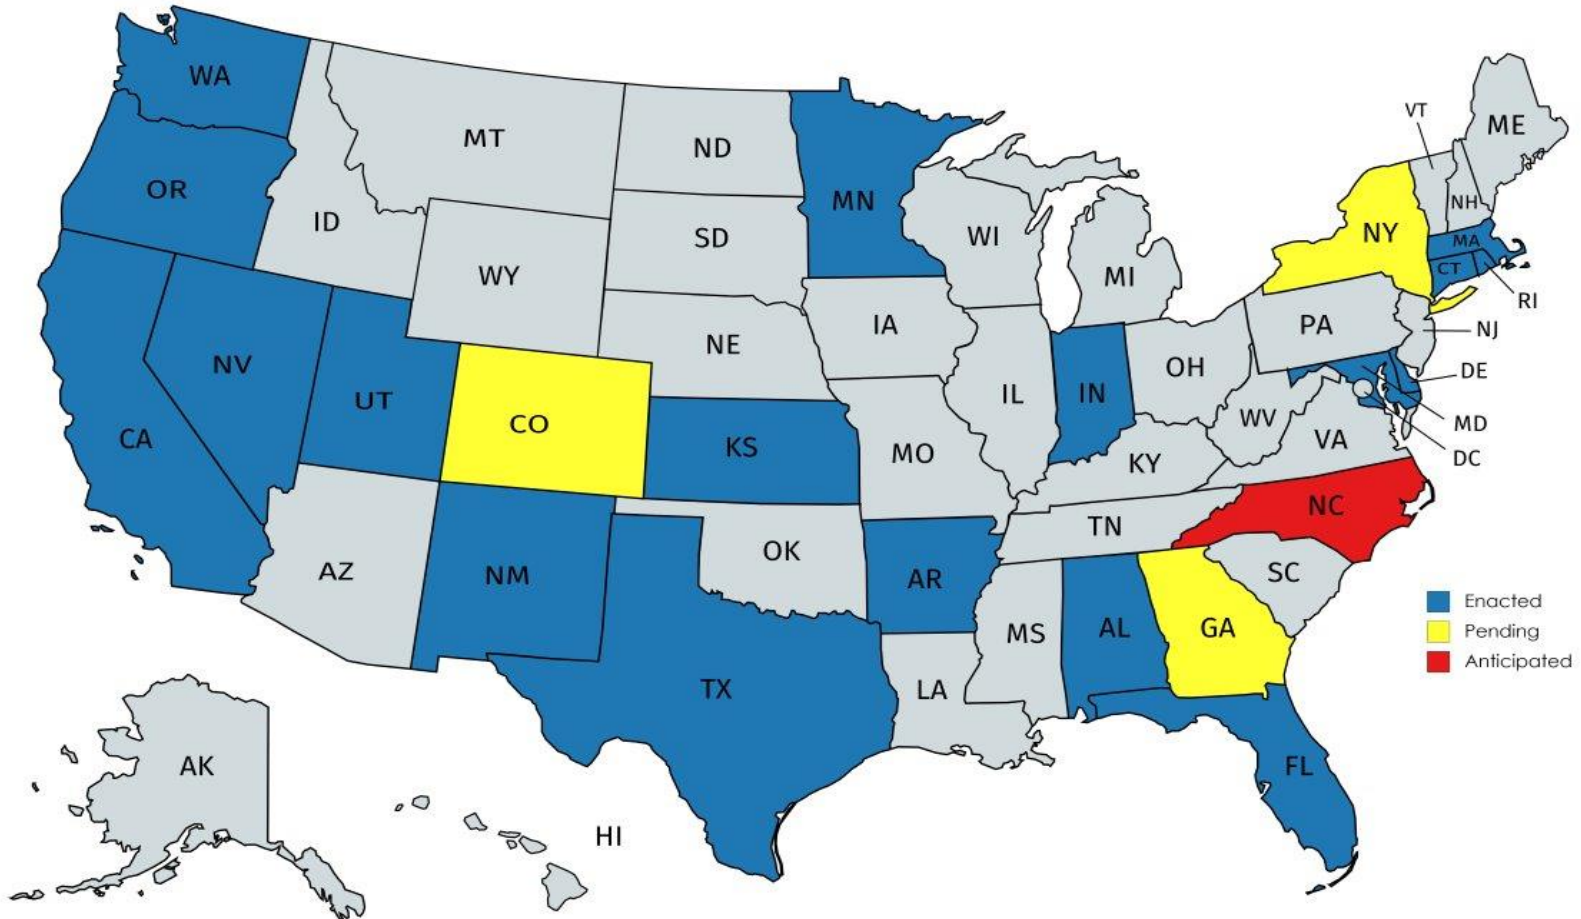 WA
MT
ND
MN
VT
ME
OR
ID
SD
WI
MI
NY
NH
MA
CT
RI
WY
IA
PA
NJ
NE
NV
UT
CO
KS
MO
IL
IN
OH
DE
MD
DC
WV
VA
KY
CA
AZ
NM
OK
AR
TN
NC
SC
TX
LA
MS
AL
GA
FL
Enacted
Pending
Anticipated
AK
HI